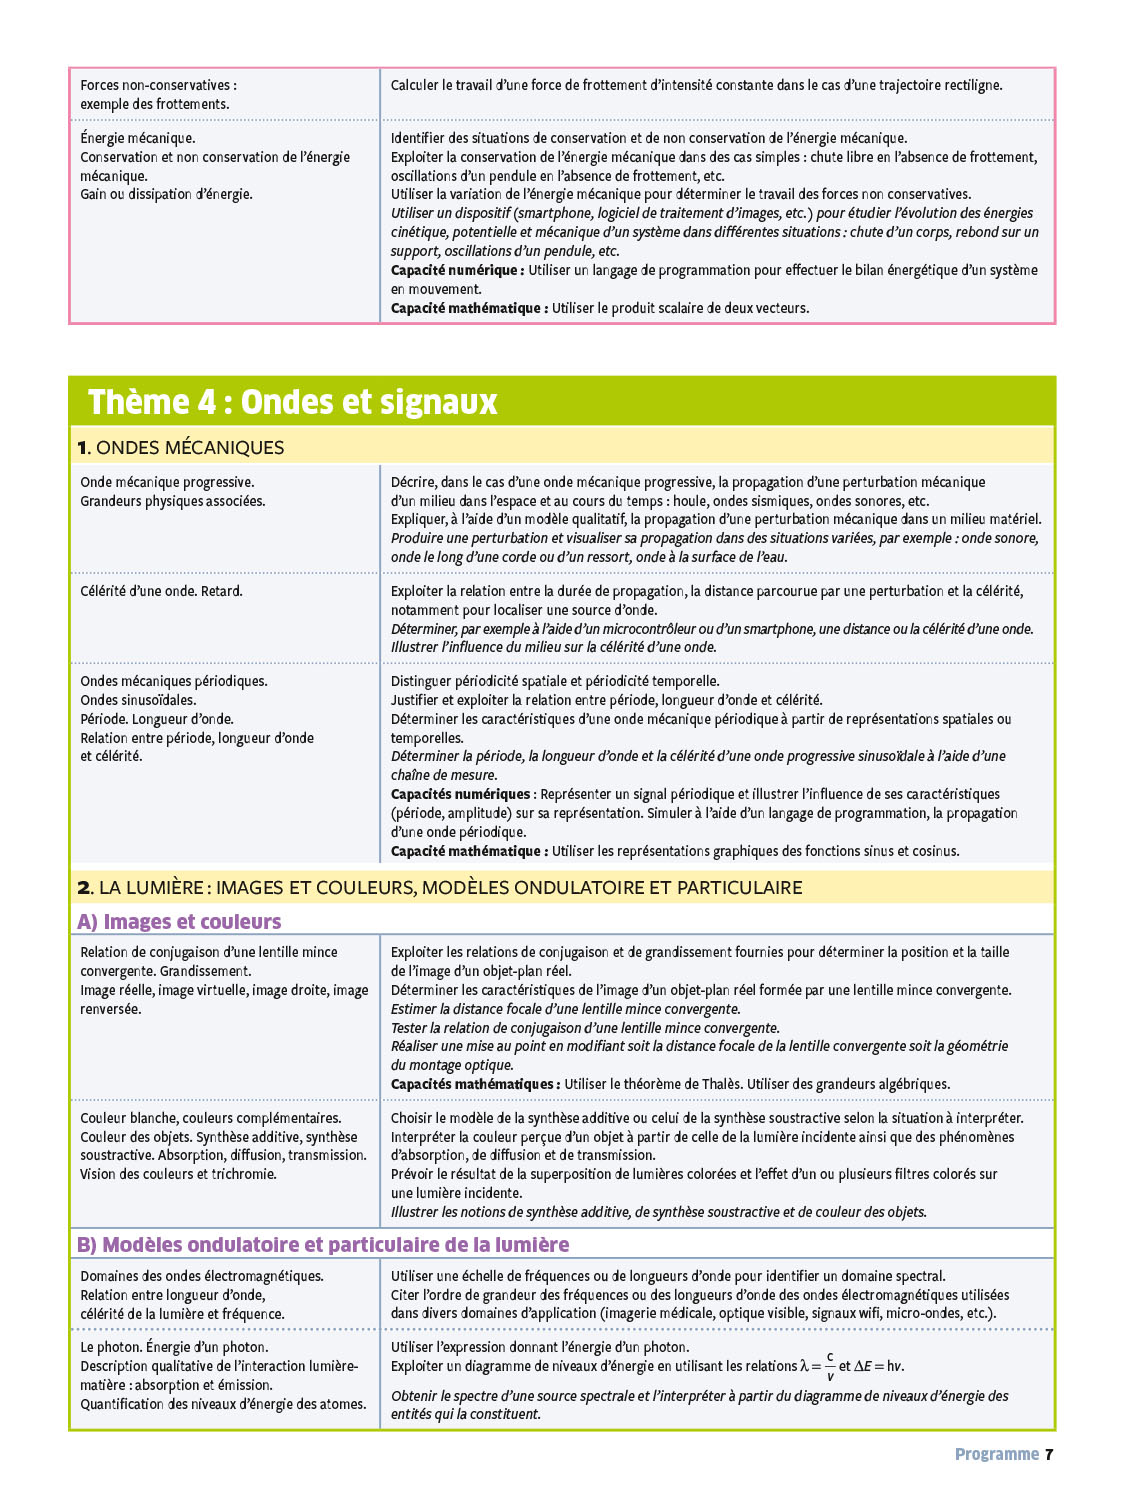 Forces non-conservatives :
exemple des frottements.
Calculer le travail d'une force de frottement d'intensité constante dans le cas d'une trajectoire rectiligne.
Énergie mécanique.
Conservation et non conservation de l'énergie
mécanique.
Gain ou dissipation d'énergie.
Identifier des situations de conservation et de non conservation de l'énergie mécanique.
Exploiter la conservation de l'énergie mécanique dans des cas simples : chute libre en l'absence de frottement,
oscillations d'un pendule en l'absence de frottement, etc.
Utiliser la variation de l'énergie mécanique pour déterminer le travail des forces non conservatives.
Utiliser un dispositif (smartphone, logiciel de traitement d'images, etc.) pour étudier l'évolution des énergies
cinétique, potentielle et mécanique d'un système dans différentes situations : chute d'un corps, rebond sur un
support, oscillations d'un pendule, etc.
Capacité numérique : Utiliser un langage de programmation pour effectuer le bilan énergétique d'un système
en mouvement.
Capacité mathématique : Utiliser le produit scalaire de deux vecteurs.
Thème 4 : Ondes et signaux
1. ONDES MÉCANIQUES
Onde mécanique progressive.
Grandeurs physiques associées.
Décrire, dans le cas d'une onde mécanique progressive, la propagation d'une perturbation mécanique
d'un milieu dans l'espace et au cours du temps : houle, ondes sismiques, ondes sonores, etc.
Expliquer, à l'aide d'un modèle qualitatif, la propagation d'une perturbation mécanique dans un milieu matériel.
Produire une perturbation et visualiser sa propagation dans des situations variées, par exemple : onde sonore,
onde le long d'une corde ou d'un ressort, onde à la surface de l'eau.
Célérité d'une onde. Retard.
Exploiter la relation entre la durée de propagation, la distance parcourue par une perturbation et la célérité,
notamment pour localiser une source d'onde.
Déterminer, par exemple à l'aide d'un microcontrôleur ou d'un smartphone, une distance ou la célérité d'une onde.
Illustrer l'influence du milieu sur la célérité d'une onde.
Ondes mécaniques périodiques.
Ondes sinusoïdales.
Période. Longueur d'onde.
Relation entre période, longueur d'onde
et célérité.
Distinguer périodicité spatiale et périodicité temporelle.
Justifier et exploiter la relation entre période, longueur d'onde et célérité.
Déterminer les caractéristiques d'une onde mécanique périodique à partir de représentations spatiales ou
temporelles.
Déterminer la période, la longueur d'onde et la célérité d'une onde progressive sinusoïdale à l'aide d'une
chaîne de mesure.
Capacités numériques : Représenter un signal périodique et illustrer l'influence de ses caractéristiques
(période, amplitude) sur sa représentation. Simuler à l'aide d'un langage de programmation, la propagation
d'une onde périodique.
Capacité mathématique : Utiliser les représentations graphiques des fonctions sinus et cosinus.
2. LA LUMIÈRE : IMAGES ET COULEURS, MODÈLES ONDULATOIRE ET PARTICULAIRE
A) Images et couleurs
Relation de conjugaison d'une lentille mince
convergente. Grandissement.
Image réelle, image virtuelle, image droite, image
renversée.
Exploiter les relations de conjugaison et de grandissement fournies pour déterminer la position et la taille
de l'image d'un objet-plan réel.
Déterminer les caractéristiques de l'image d'un objet-plan réel formée par une lentille mince convergente.
Estimer la distance focale d'une lentille mince convergente.
Tester la relation de conjugaison d'une lentille mince convergente.
Réaliser une mise au point en modifiant soit la distance focale de la lentille convergente soit la géométrie
du montage optique.
Capacités mathématiques : Utiliser le théorème de Thalès. Utiliser des grandeurs algébriques.
Couleur blanche, couleurs complémentaires.
Couleur des objets. Synthèse additive, synthèse
soustractive. Absorption, diffusion, transmission.
Vision des couleurs et trichromie.
Choisir le modèle de la synthèse additive ou celui de la synthèse soustractive selon la situation à interpréter.
Interpréter la couleur perçue d'un objet à partir de celle de la lumière incidente ainsi que des phénomènes
d'absorption, de diffusion et de transmission.
Prévoir le résultat de la superposition de lumières colorées et l'effet d'un ou plusieurs filtres colorés sur
une lumière incidente.
Illustrer les notions de synthèse additive, de synthèse soustractive et de couleur des objets.
B) Modèles ondulatoire et particulaire de la lumière
Domaines des ondes électromagnétiques.
Relation entre longueur d'onde,
célérité de la lumière et fréquence.
Utiliser une échelle de fréquences ou de longueurs d'onde pour identifier un domaine spectral.
Citer l'ordre de grandeur des fréquences ou des longueurs d'onde des ondes électromagnétiques utilisées
dans divers domaines d'application (imagerie médicale, optique visible, signaux wifi, micro-ondes, etc.).
Le photon. Énergie d'un photon.
Description qualitative de l'interaction lumière-
matière : absorption et émission.
Quantification des niveaux d'énergie des atomes.
Utiliser l'expression donnant l'énergie d'un photon.
Exploiter un diagramme de niveaux d'énergie en utilisant les relations λ = c/ν et ΔE = hν.
Obtenir le spectre d'une source spectrale et l'interpréter à partir du diagramme de niveaux d'énergie des
entités qui la constituent.
Programme 7